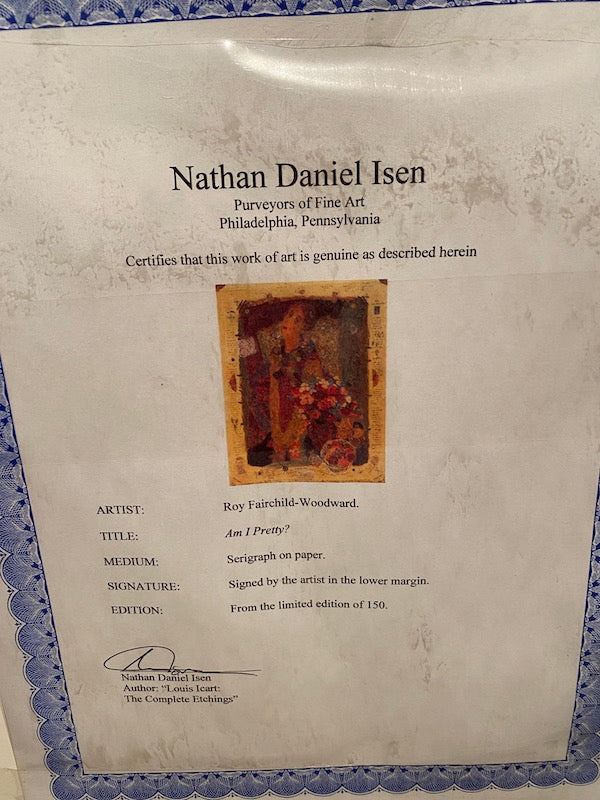 Nathan Daniel Isen
Purveyors of Fine Art
Philadelphia, Pennsylvania
Certifies that this work of art is genuine as described herein
ARTIST: Roy Fairchild-Woodward.
TITLE: Am I Pretty?
MEDIUM: Serigraph on paper.
SIGNATURE: Signed by the artist in the lower margin.
EDITION: From the limited edition of 150.
Nathan Daniel Isen
Author: "Louis Icart:
The Complete Etchings"